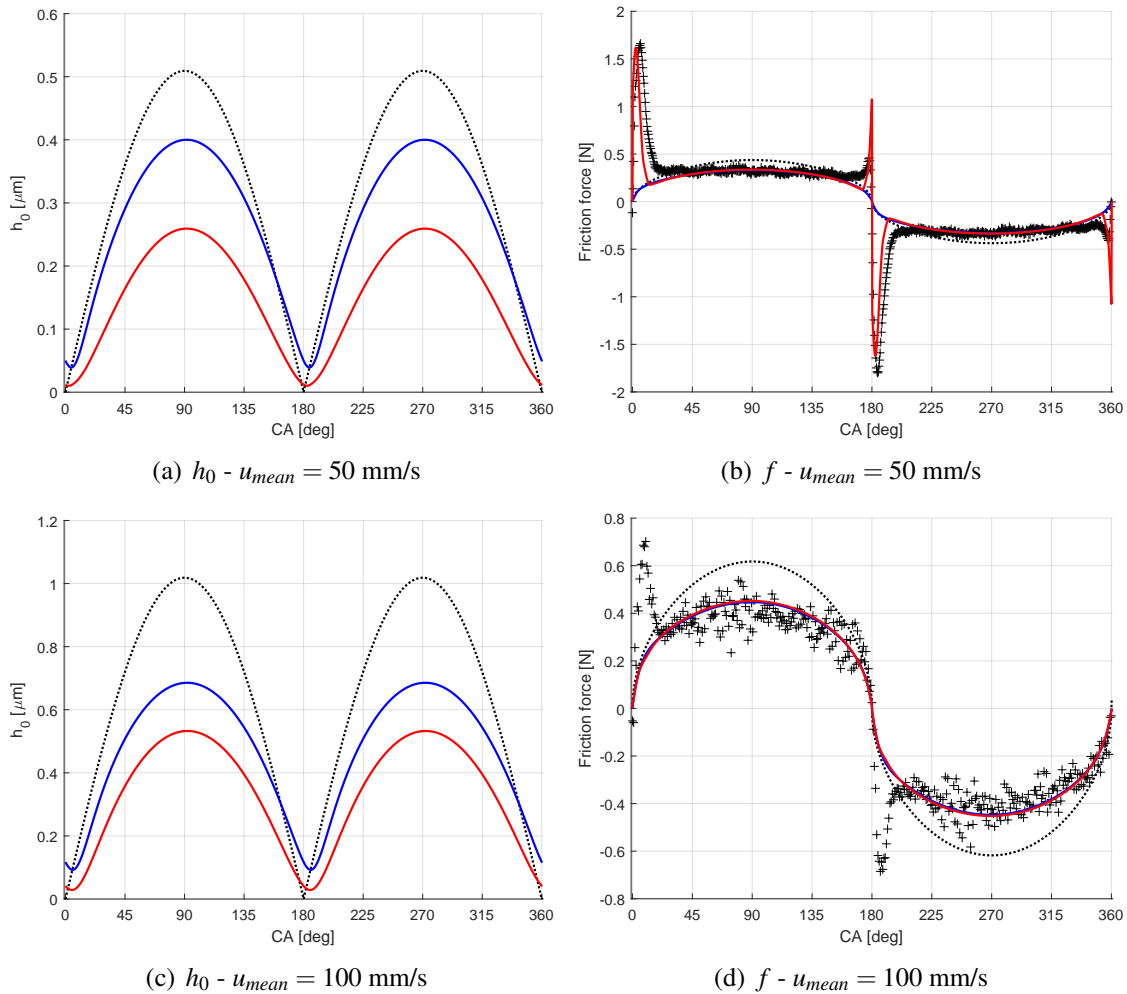 0.6
0.5
0.4
0.3
0.2
0.1
0
h0 [μm]
0 45 90 135 180 225 270 315 360
CA [deg]
(a) h0 - umean = 50 mm/s
2
1.5
1
0.5
0
-0.5
-1
-1.5
-2
Friction force [N]
0 45 90 135 180 225 270 315 360
CA [deg]
(b) f - umean = 50 mm/s
1.2
1
0.8
0.6
0.4
0.2
0
h0 [μm]
0 45 90 135 180 225 270 315 360
CA [deg]
(c) h0 - umean = 100 mm/s
0.8
0.6
0.4
0.2
0
-0.2
-0.4
-0.6
-0.8
Friction force [N]
0 45 90 135 180 225 270 315 360
CA [deg]
(d) f - umean = 100 mm/s